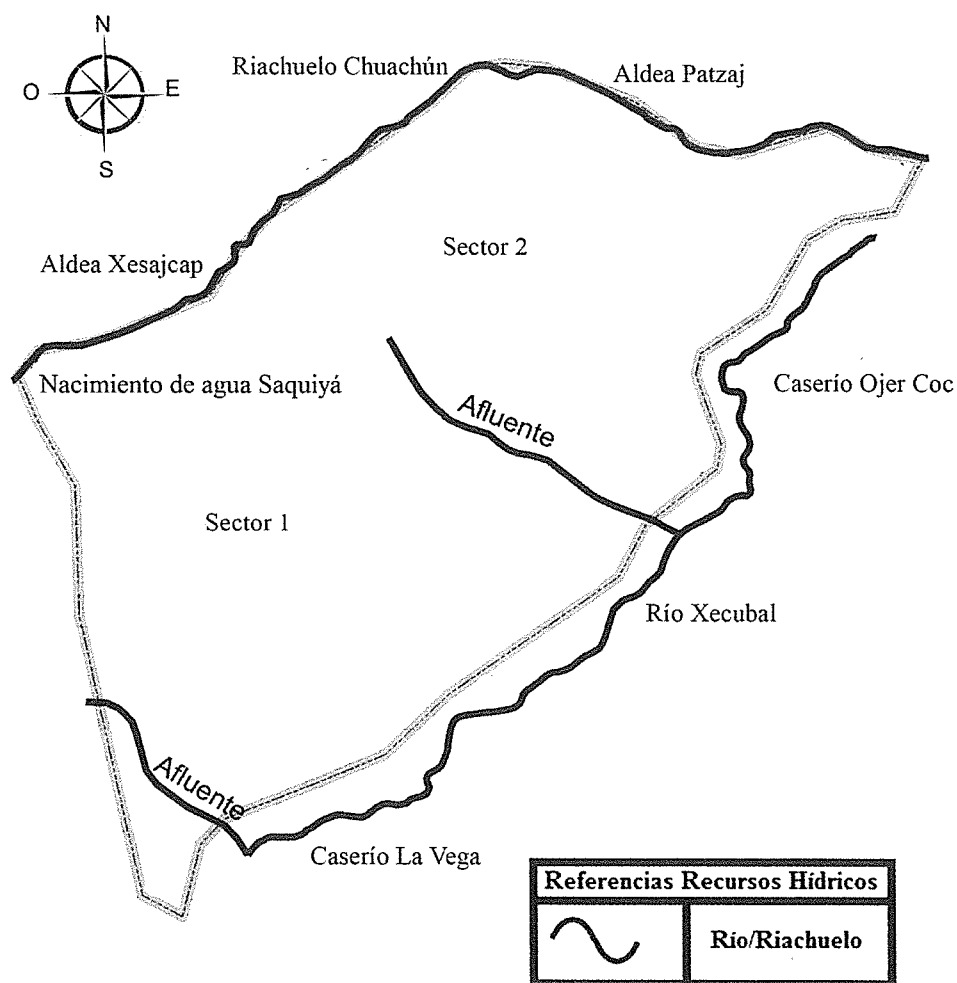 N
Riachuelo Chuachún
Aldea Patzaj
O
E
S
Sector 2
Aldea Xesajcap
Nacimiento de agua Saquiyá
Caserío Ojer Coc
Afluente
Sector 1
Río Xecubal
Afluente
Caserío La Vega
Referencias Recursos Hídricos
Río/Riachuelo